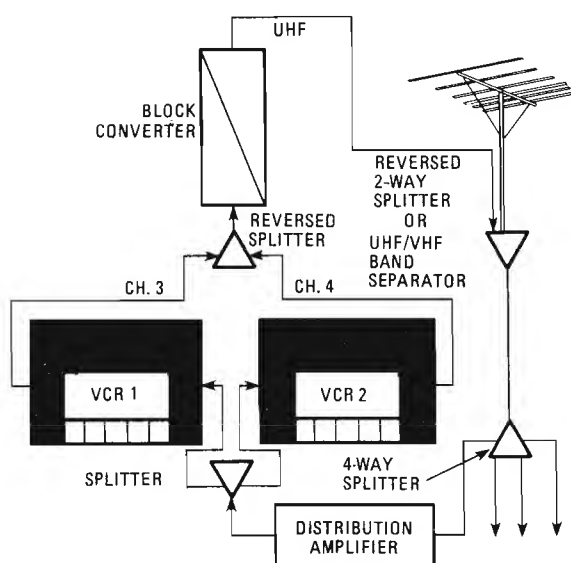 UHF
BLOCK
CONVERTER
REVERSED
2-WAY
SPLITTER
OR
UHF/VHF
BAND
SEPARATOR
REVERSED
SPLITTER
CH. 3
CH. 4
VCR 1
VCR 2
SPLITTER
4-WAY
SPLITTER
DISTRIBUTION
AMPLIFIER